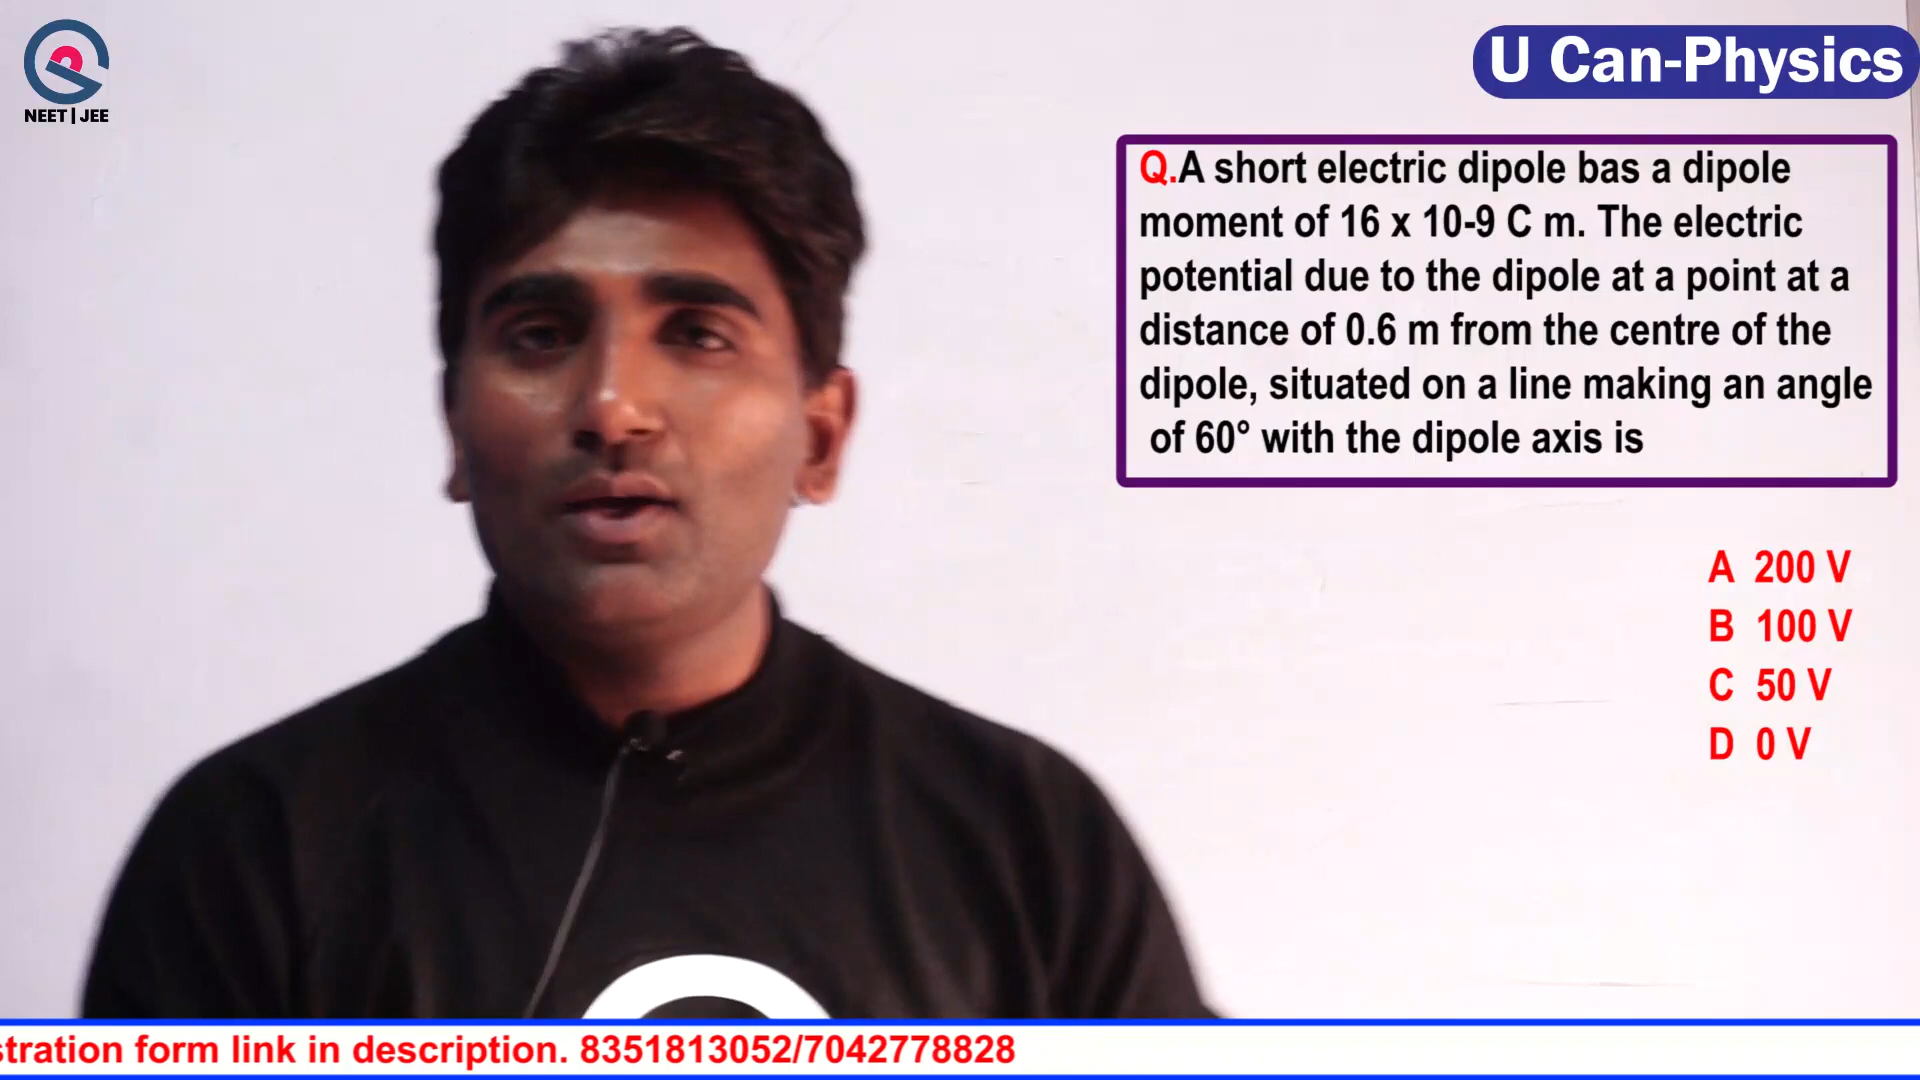 NEET|JEE
U Can-Physics
Q.A short electric dipole bas a dipole
moment of 16 x 10-9 C m. The electric
potential due to the dipole at a point at a
distance of 0.6 m from the centre of the
dipole, situated on a line making an angle
of 60° with the dipole axis is
A 200 V
B 100 V
C 50 V
D 0 V
stration form link in description. 8351813052/7042778828